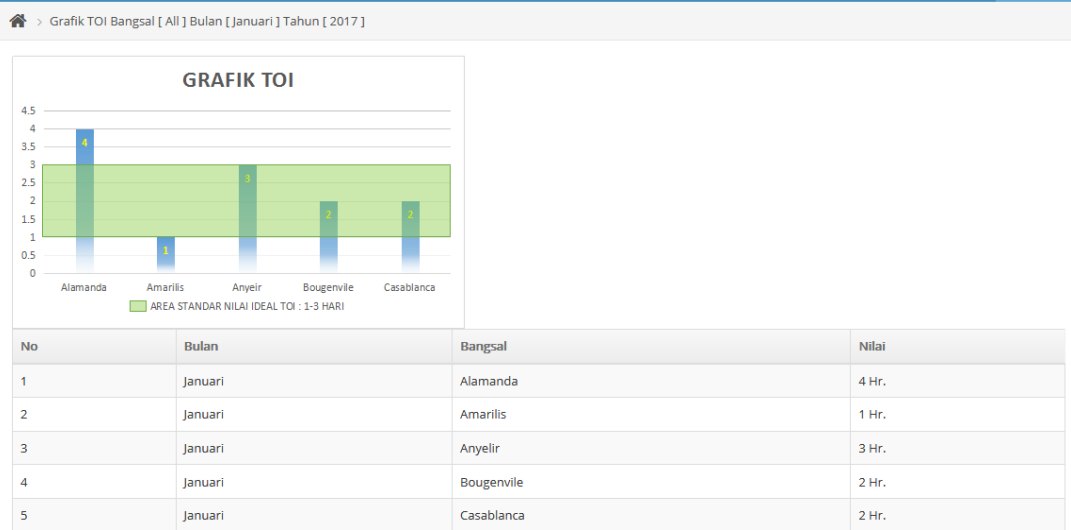 Grafik TOI Bangsal [ All ] Bulan [ Januari ] Tahun [ 2017 ]
GRAFIK TOI
4.5
4
3.5
3
2.5
2
1.5
1
0.5
0
4
1
3
2
2
Alamanda Amarilis Anyeir Bougenvile Casablanca
AREA STANDAR NILAI IDEAL TOI : 1-3 HARI
No Bulan Bangsal Nilai
1 Januari Alamanda 4 Hr.
2 Januari Amarilis 1 Hr.
3 Januari Anyelir 3 Hr.
4 Januari Bougenvile 2 Hr.
5 Januari Casablanca 2 Hr.